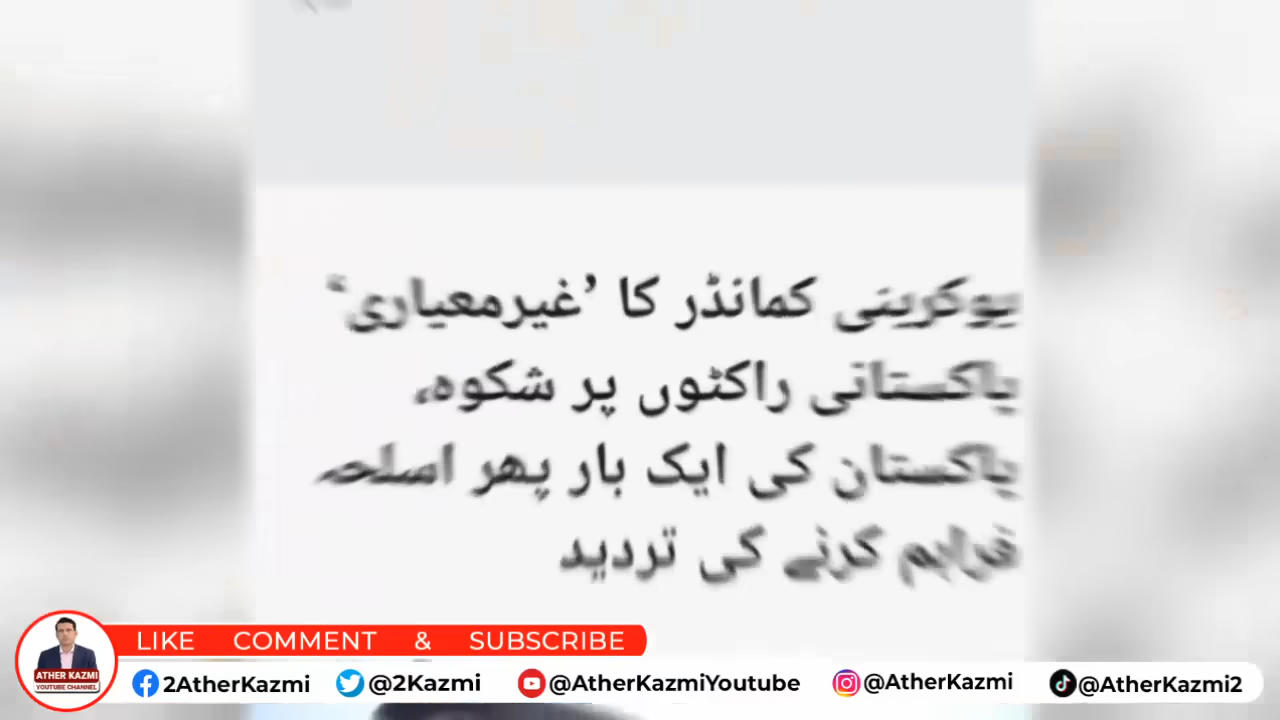 یوکرینی کمانڈر کا ’غیرمعیاری‘
پاکستانی راکٹوں پر شکوہ،
پاکستان کی ایک بار پھر اسلحہ
فراہم کرنے کی تردید
LIKE COMMENT & SUBSCRIBE
ATHER KAZMI
YOUTUBE CHANNEL
2AtherKazmi @2Kazmi @AtherKazmiYoutube @AtherKazmi @AtherKazmi2